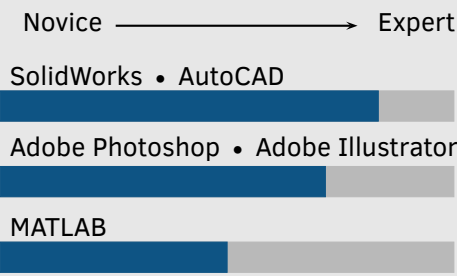 Novice Expert
SolidWorks • AutoCAD
Adobe Photoshop • Adobe Illustrator
MATLAB